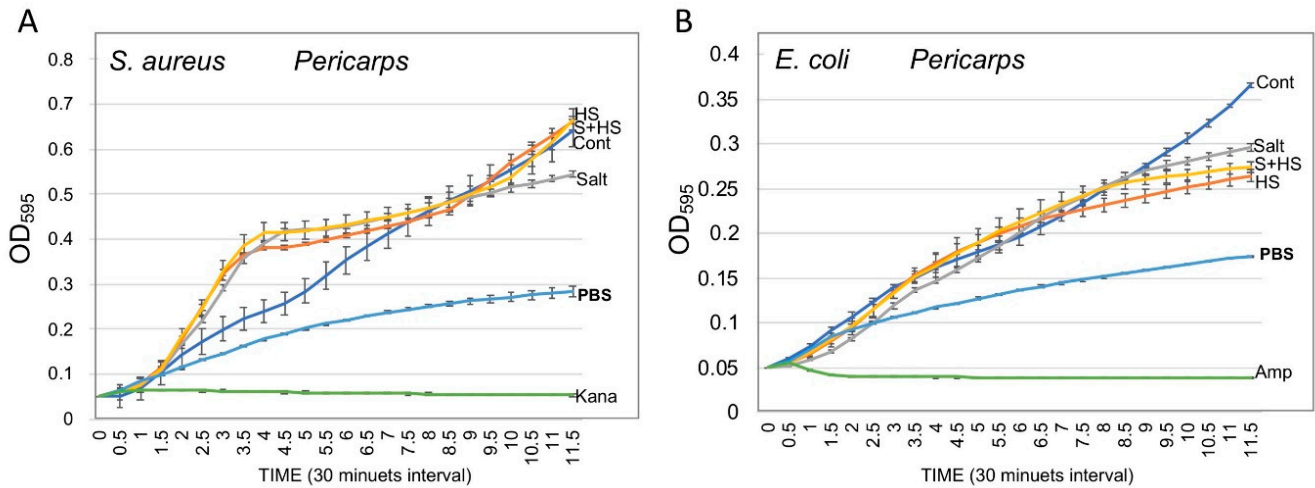 A
S. aureus Pericarps
OD595
0.8
0.7
0.6
0.5
0.4
0.3
0.2
0.1
0
HS
S+HS
Cont
Salt
PBS
Kana
0 0.5 1 1.5 2 2.5 3 3.5 4 4.5 5 5.5 6 6.5 7 7.5 8 8.5 9 9.5 10 10.5 11 11.5
TIME (30 minuets interval)
B
E. coli Pericarps
OD595
0.4
0.35
0.3
0.25
0.2
0.15
0.1
0.05
0
Cont
Salt
S+HS
HS
PBS
Amp
0 0.5 1 1.5 2 2.5 3 3.5 4 4.5 5 5.5 6 6.5 7 7.5 8 8.5 9 9.5 10 10.5 11 11.5
TIME (30 minuets interval)